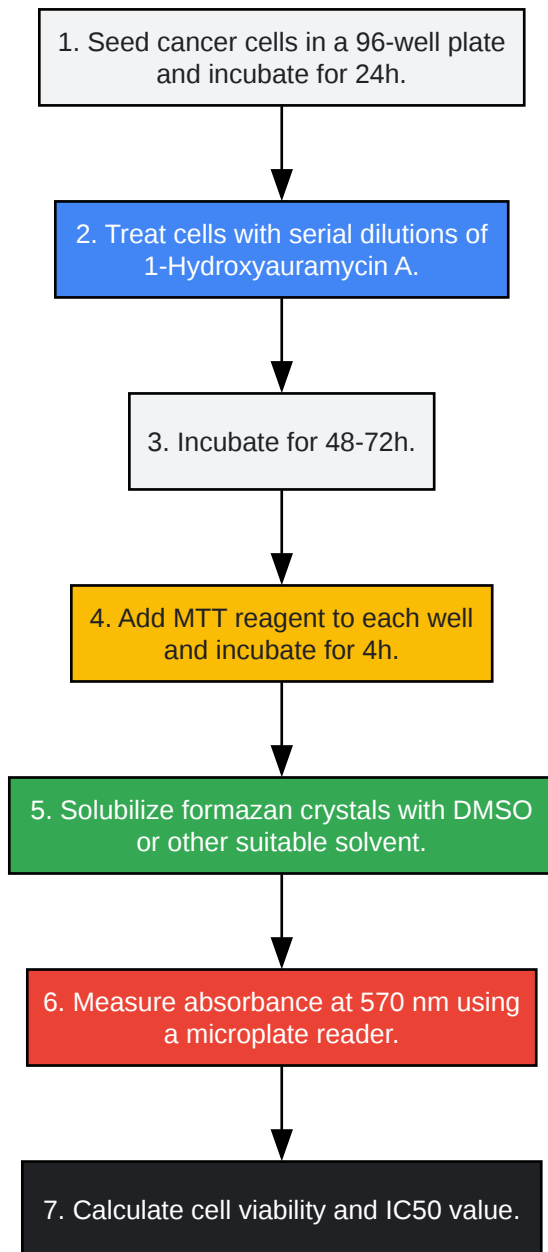 1. Seed cancer cells in a 96-well plate
and incubate for 24h.
2. Treat cells with serial dilutions of
1-Hydroxyauramycin A.
3. Incubate for 48-72h.
4. Add MTT reagent to each well
and incubate for 4h.
5. Solubilize formazan crystals with DMSO
or other suitable solvent.
6. Measure absorbance at 570 nm using
a microplate reader.
7. Calculate cell viability and IC50 value.